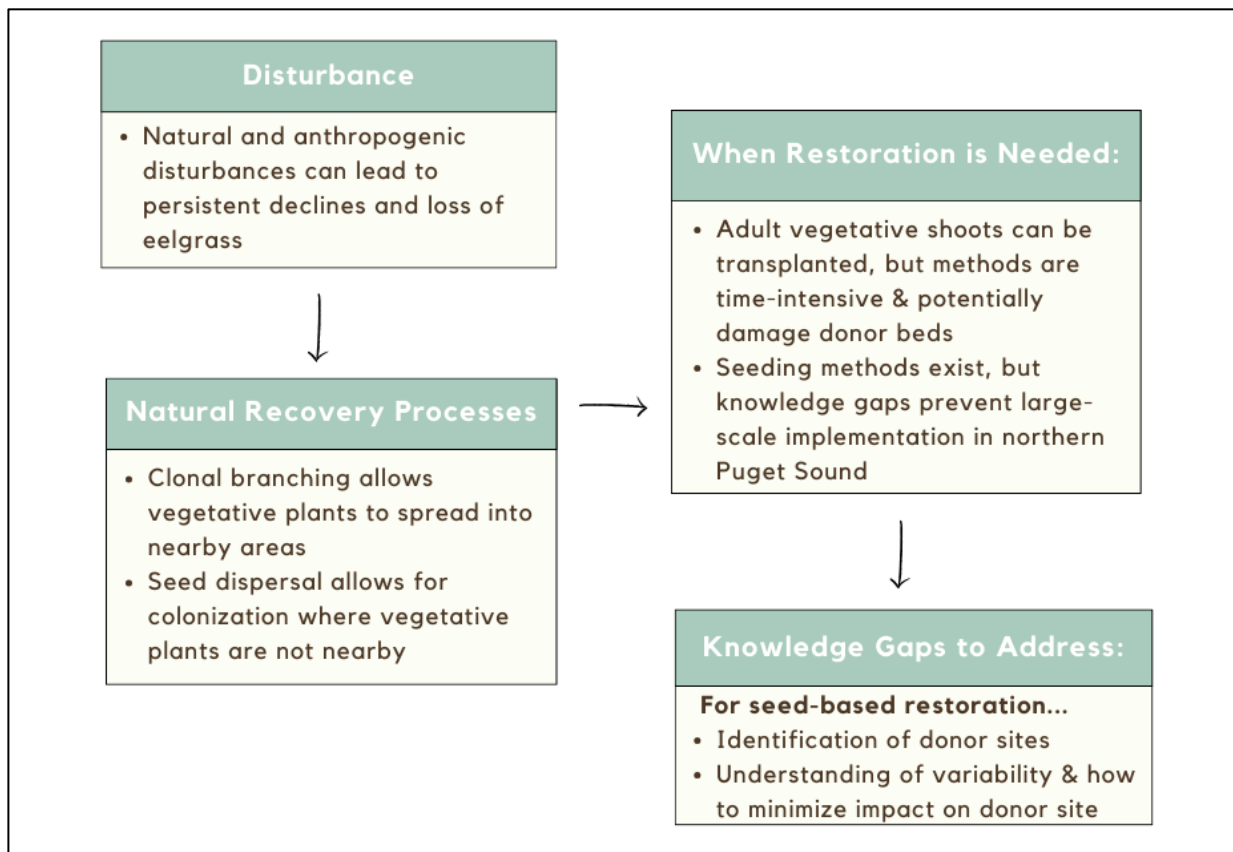 Disturbance
• Natural and anthropogenic
disturbances can lead to
persistent declines and loss of
eelgrass
Natural Recovery Processes
• Clonal branching allows
vegetative plants to spread into
nearby areas
• Seed dispersal allows for
colonization where vegetative
plants are not nearby
When Restoration is Needed:
• Adult vegetative shoots can be
transplanted, but methods are
time-intensive & potentially
damage donor beds
• Seeding methods exist, but
knowledge gaps prevent large-
scale implementation in northern
Puget Sound
Knowledge Gaps to Address:
For seed-based restoration...
• Identification of donor sites
• Understanding of variability & how
to minimize impact on donor site